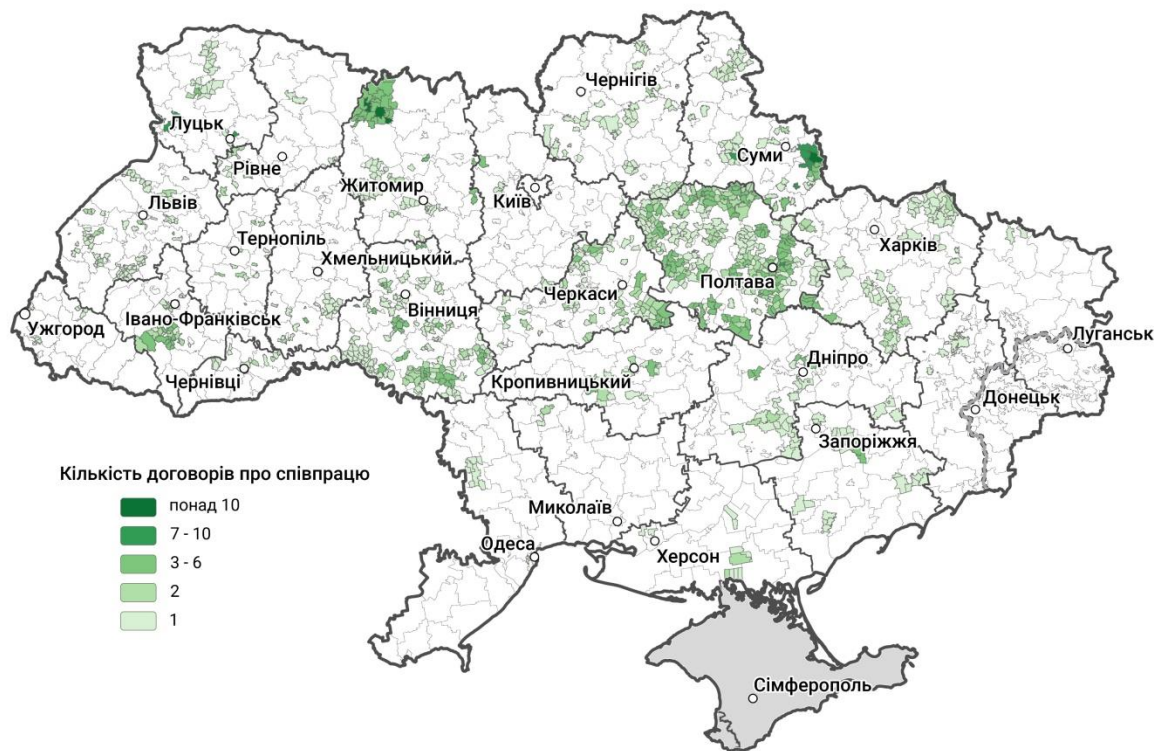 Чернігів
Луцьк
Рівне
Суми
Житомир
Київ
Львів
Харків
Тернопіль
Хмельницький
Полтава
Черкаси
Вінниця
Ужгород
Івано-Франківськ
Луганськ
Дніпро
Чернівці
Кропивницький
Донецьк
Запоріжжя
Кількість договорів про співпрацю
понад 10
7 - 10
3 - 6
2
1
Миколаїв
Одеса
Херсон
Сімферополь